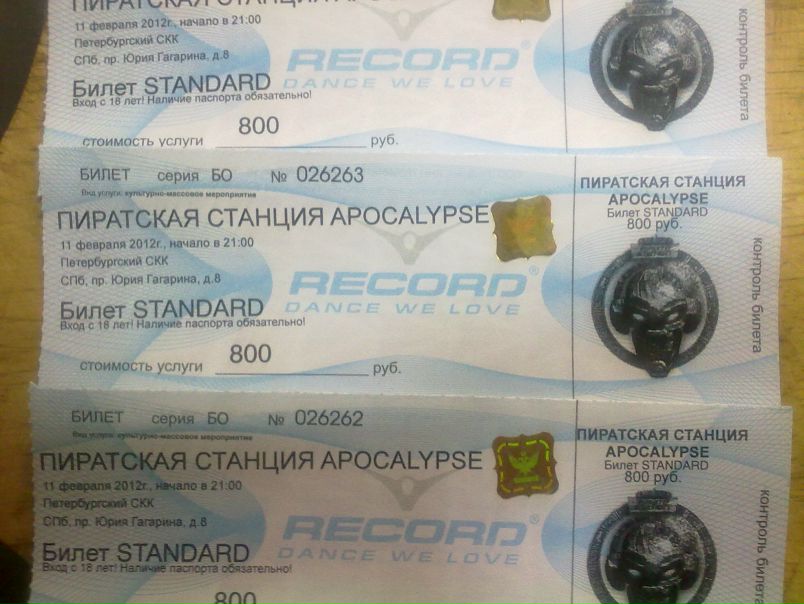 ПИРАТСКАЯ СТАНЦИЯ
11 февраля 2012г., начало в 21:00
Петербургский СКК
СПб, пр. Юрия Гагарина, д.8
RECORD®
DANCE WE LOVE
Билет STANDARD
Вход с 18 лет! Наличие паспорта обязательно!
стоимость услуги 800 руб.
контроль билета
БИЛЕТ серия БО № 026263
Вид услуги: культурно-массовое мероприятие
ПИРАТСКАЯ СТАНЦИЯ APOCALYPSE
11 февраля 2012г., начало в 21:00
Петербургский СКК
СПб, пр. Юрия Гагарина, д.8
RECORD®
DANCE WE LOVE
Билет STANDARD
Вход с 18 лет! Наличие паспорта обязательно!
стоимость услуги 800 руб.
ПИРАТСКАЯ СТАНЦИЯ
APOCALYPSE
Билет STANDARD
800 руб.
контроль билета
БИЛЕТ серия БО № 026262
Вид услуги: культурно-массовое мероприятие
ПИРАТСКАЯ СТАНЦИЯ APOCALYPSE
11 февраля 2012г., начало в 21:00
Петербургский СКК
СПб, пр. Юрия Гагарина, д.8
RECORD®
DANCE WE LOVE
Билет STANDARD
Вход с 18 лет! Наличие паспорта обязательно!
800
ПИРАТСКАЯ СТАНЦИЯ
APOCALYPSE
Билет STANDARD
800 руб.
контроль билета